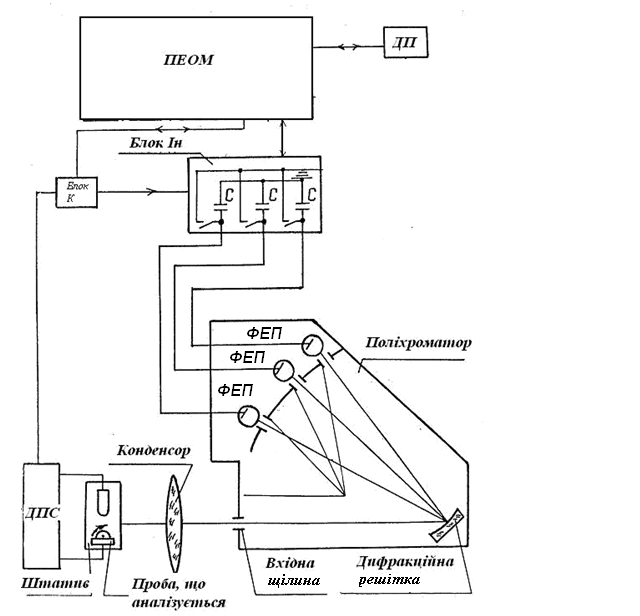 ПЕОМ
ДП
Блок Ін
Блок
К
С
С
С
ФЕП
ФЕП
ФЕП
Поліхроматор
Конденсор
ДПС
Штатив
Проба, що
аналізується
Вхідна
щілина
Дифракційна
решітка